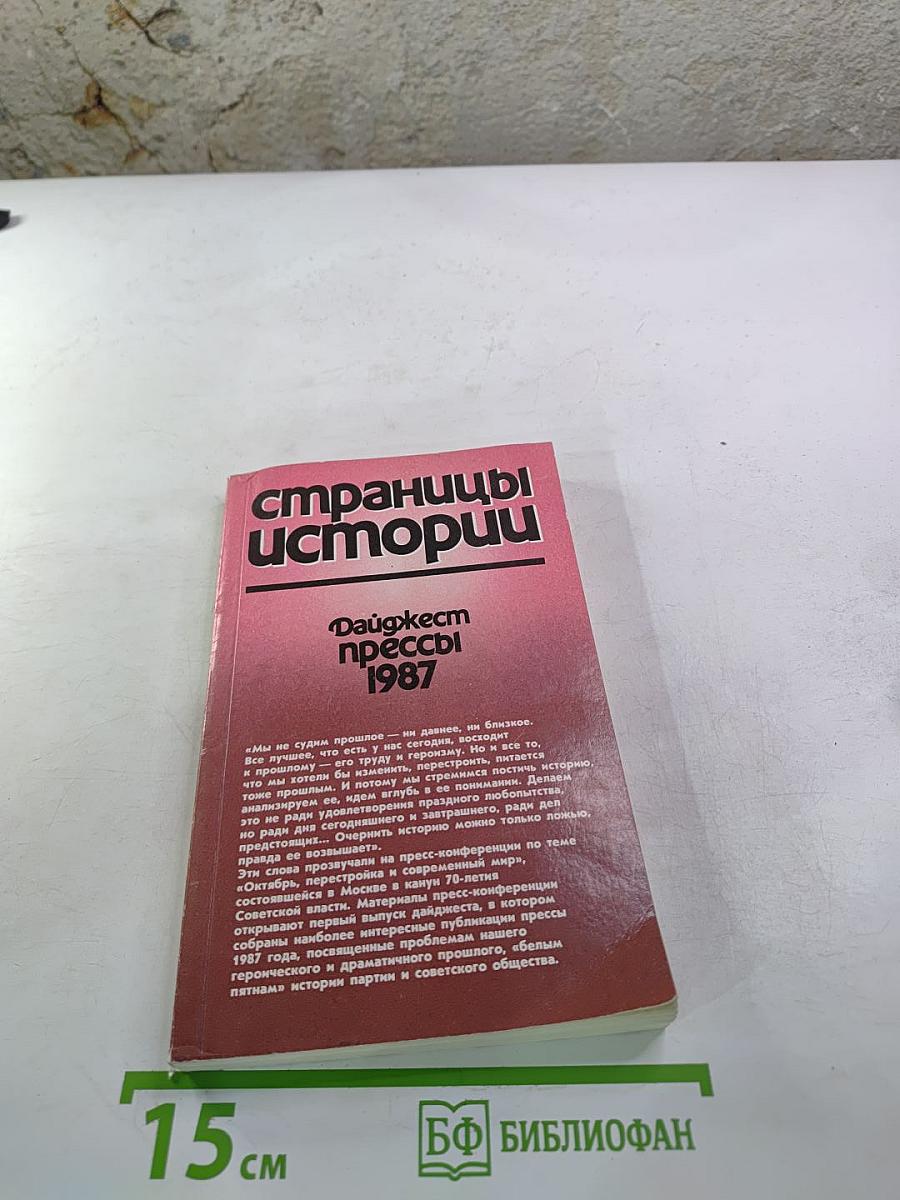 страницы
истории
Дайджест
прессы
1987
«Мы не судим прошлое — ни давнее, ни близкое.
Все лучшее, что есть у нас сегодня, восходит
к прошлому — его труду и героизму. Но и все то,
что мы хотели бы изменить, перестроить, питается
тоже прошлым. И потому мы стремимся постичь историю,
анализируем ее, идем вглубь в ее понимании. Делаем
это не ради удовлетворения праздного любопытства,
но ради дня сегодняшнего и завтрашнего, ради дел
предстоящих... Очернить историю можно только ложью,
правда ее возвышает».
Эти слова прозвучали на пресс-конференции по теме
«Октябрь, перестройка и современный мир»,
состоявшейся в Москве в канун 70-летия
Советской власти. Материалы пресс-конференции
открывают первый выпуск дайджеста, в котором
собраны наиболее интересные публикации прессы
1987 года, посвященные проблемам нашего
героического и драматичного прошлого, «белым
пятнам» истории партии и советского общества.
15 см
БФ БИБЛИОФАН